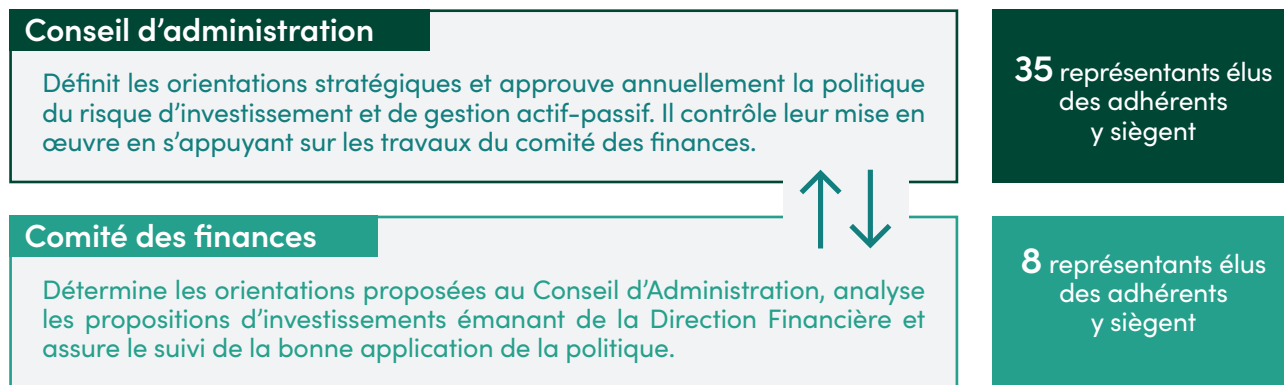 Conseil d’administration
Définit les orientations stratégiques et approuve annuellement la politique
du risque d’investissement et de gestion actif-passif. Il contrôle leur mise en
œuvre en s’appuyant sur les travaux du comité des finances.
35 représentants élus
des adhérents
y siègent
Comité des finances
Détermine les orientations proposées au Conseil d’Administration, analyse
les propositions d’investissements émanant de la Direction Financière et
assure le suivi de la bonne application de la politique.
8 représentants élus
des adhérents
y siègent